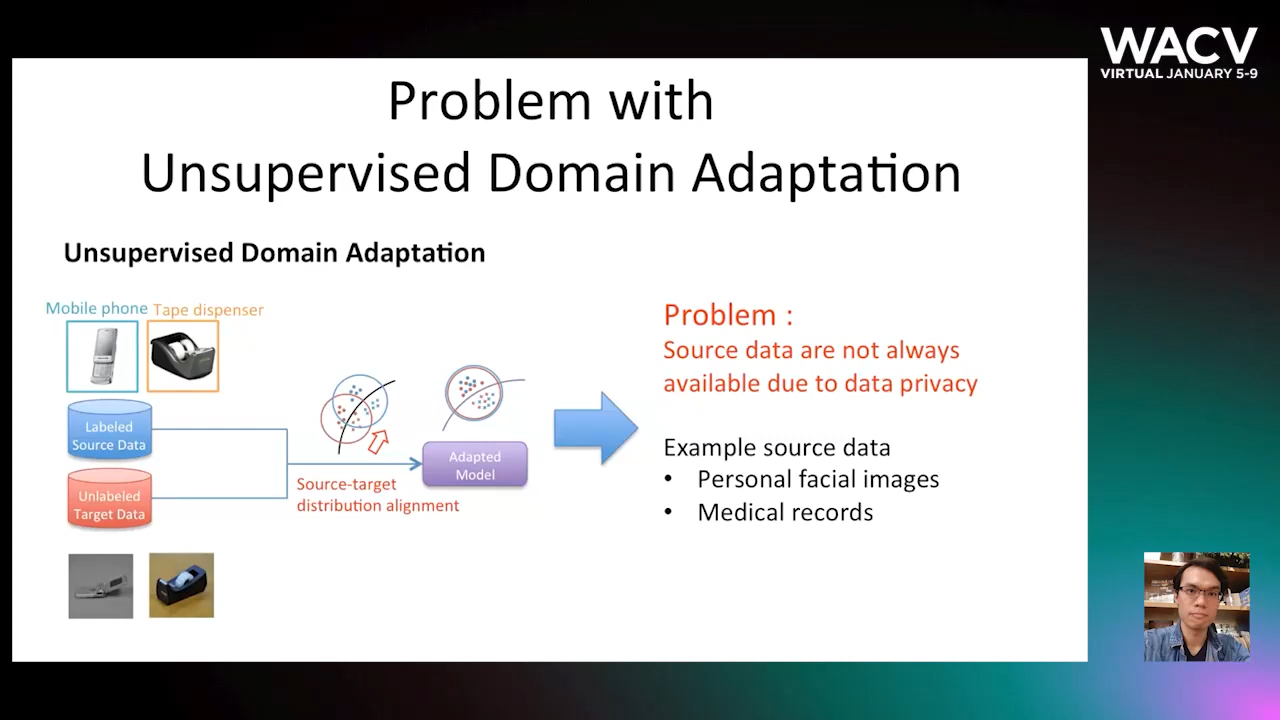 WACV
VIRTUAL JANUARY 5-9
Problem with
Unsupervised Domain Adaptation
Unsupervised Domain Adaptation
Mobile phone
Tape dispenser
Labeled
Source Data
Unlabeled
Target Data
Source-target
distribution alignment
Adapted
Model
Problem :
Source data are not always
available due to data privacy
Example source data
• Personal facial images
• Medical records